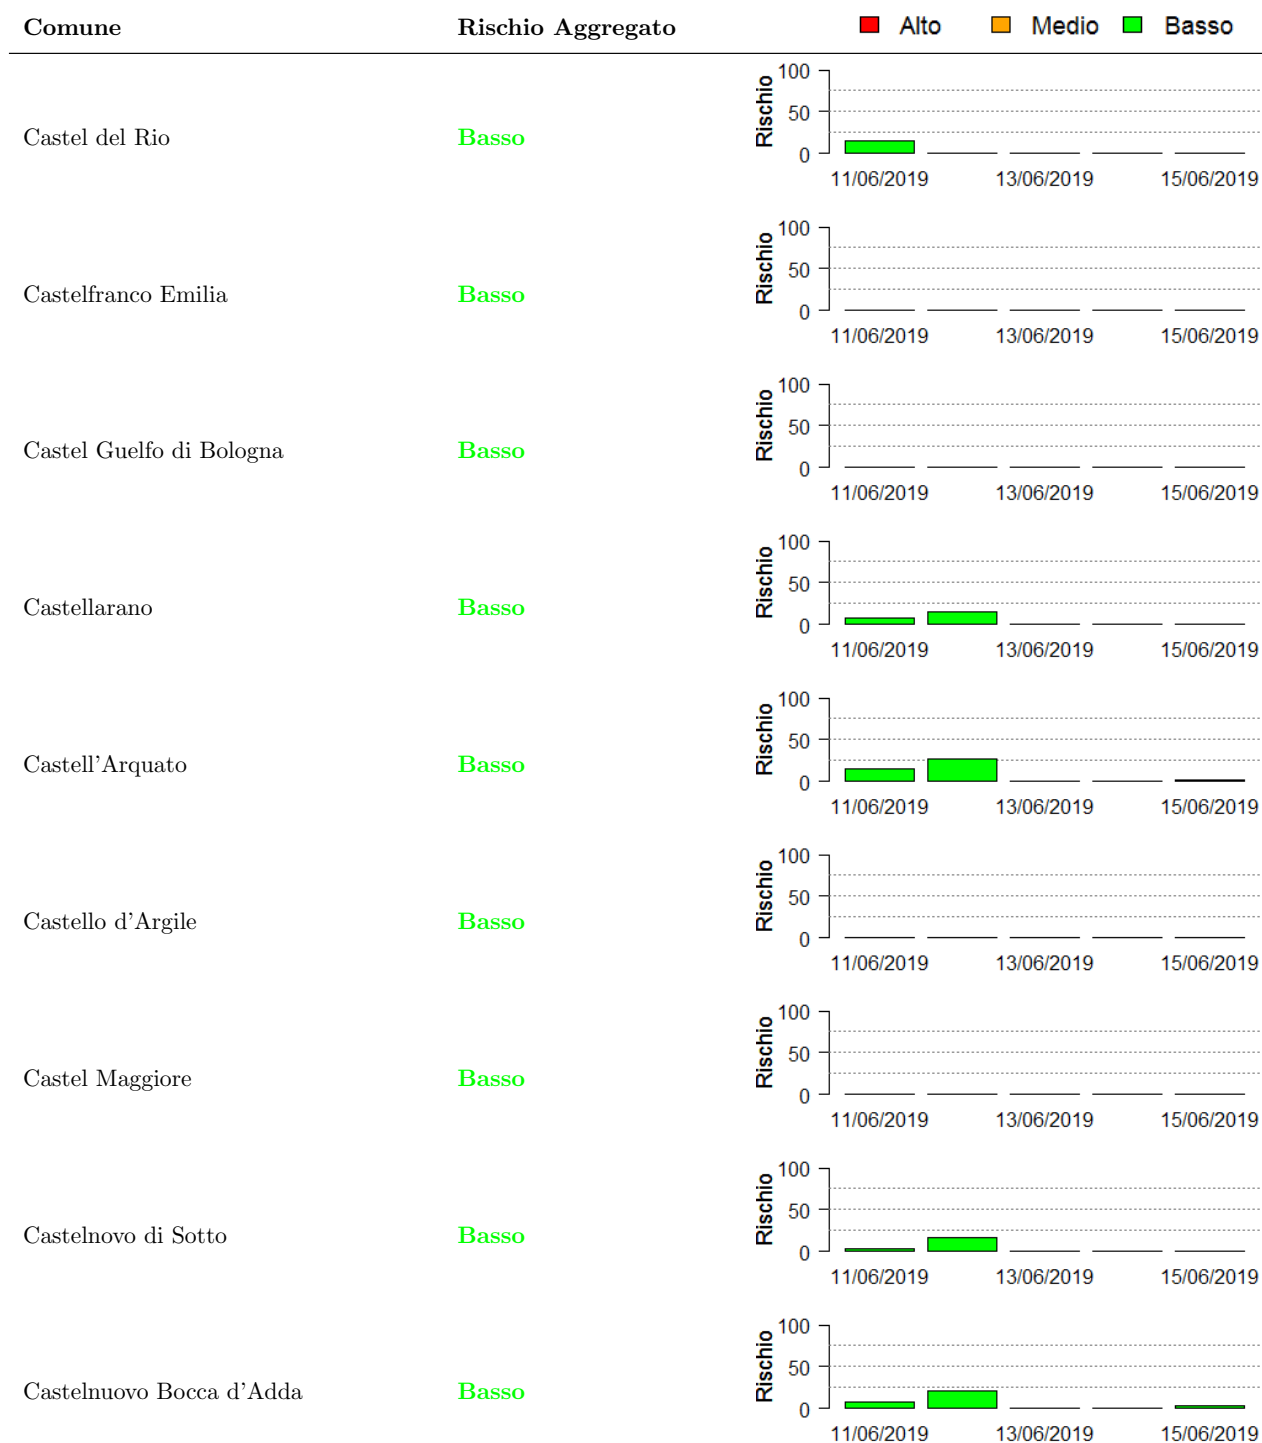 Comune Rischio Aggregato Alto Medio Basso
100
50
0
Rischio
Castel del Rio Basso
11/06/2019 13/06/2019 15/06/2019
100
50
0
Rischio
Castelfranco Emilia Basso
11/06/2019 13/06/2019 15/06/2019
100
50
0
Rischio
Castel Guelfo di Bologna Basso
11/06/2019 13/06/2019 15/06/2019
100
50
0
Rischio
Castellarano Basso
11/06/2019 13/06/2019 15/06/2019
100
50
0
Rischio
Castell'Arquato Basso
11/06/2019 13/06/2019 15/06/2019
100
50
0
Rischio
Castello d'Argile Basso
11/06/2019 13/06/2019 15/06/2019
100
50
0
Rischio
Castel Maggiore Basso
11/06/2019 13/06/2019 15/06/2019
100
50
0
Rischio
Castelnovo di Sotto Basso
11/06/2019 13/06/2019 15/06/2019
100
50
0
Rischio
Castelnuovo Bocca d'Adda Basso
11/06/2019 13/06/2019 15/06/2019